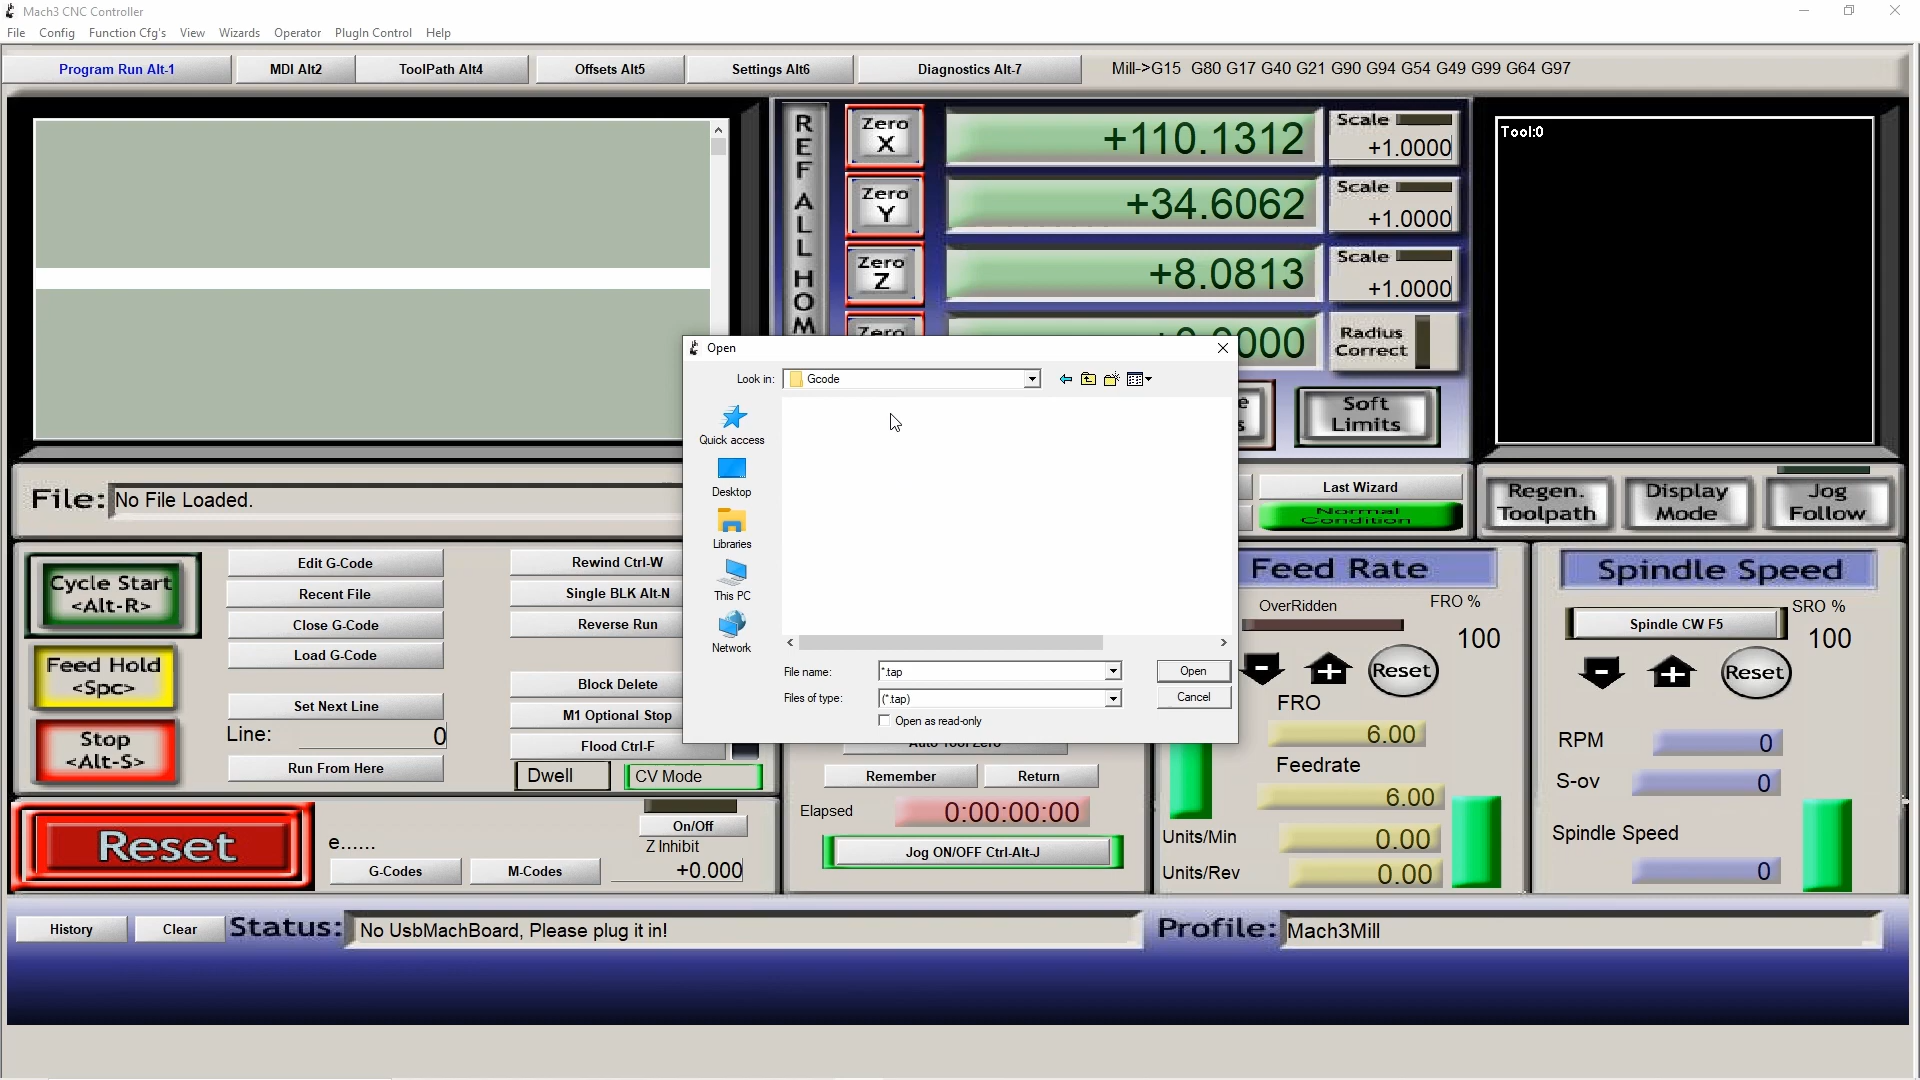 Mach3 CNC Controller
File Config Function Cfg's View Wizards Operator PlugIn Control Help
Program Run Alt-1 MDI Alt2 ToolPath Alt4 Offsets Alt5 Settings Alt6 Diagnostics Alt-7 Mill->G15 G80 G17 G40 G21 G90 G94 G54 G49 G99 G64 G97
REF ALL HOM
Zero X +110.1312 Scale +1.0000
Zero Y +34.6062 Scale +1.0000
Zero Z +8.0813 Scale +1.0000
Zero 000 Radius Correct
Tool:0
Soft Limits
Open
Look in: Gcode
Quick access
Desktop
Libraries
This PC
Network
File name: *.tap Open
Files of type: (*.tap) Cancel
Open as read-only
File: No File Loaded.
Last Wizard
Normal Condition
Regen. Toolpath Display Mode Jog Follow
Cycle Start <Alt-R>
Feed Hold <Spc>
Stop <Alt-S>
Edit G-Code
Recent File
Close G-Code
Load G-Code
Set Next Line
Line: 0
Run From Here
Rewind Ctrl-W
Single BLK Alt-N
Reverse Run
Block Delete
M1 Optional Stop
Flood Ctrl-F
Dwell CV Mode
Reset
e......
G-Codes M-Codes
On/Off
Z Inhibit
+0.000
Auto Tool Zero
Remember Return
Elapsed 0:00:00:00
Jog ON/OFF Ctrl-Alt-J
Feed Rate
OverRidden FRO %
100
Reset
FRO
6.00
Feedrate
6.00
Units/Min 0.00
Units/Rev 0.00
Spindle Speed
Spindle CW F5 SRO %
100
Reset
RPM 0
S-ov 0
Spindle Speed
0
History Clear Status: No UsbMachBoard, Please plug it in! Profile: Mach3Mill